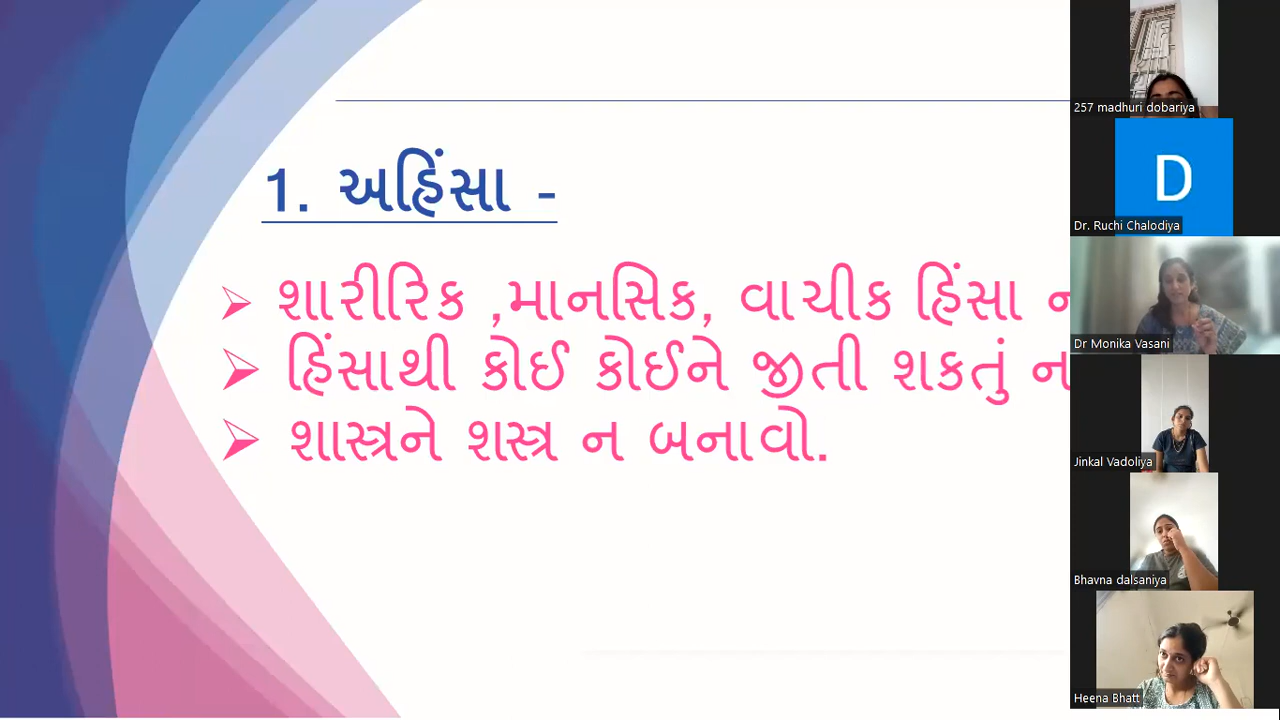 1. અહિંસા -
➢ શારીરિક ,માનસિક, વાચીક હિંસા
➢ હિંસાથી કોઈ કોઈને જીતી શકતું
➢ શાસ્ત્રને શસ્ત્ર ન બનાવો.
257 madhuri dobariya
D
Dr. Ruchi Chalodiya
Dr Monika Vasani
Jinkal Vadoliya
Bhavna dalsaniya
Heena Bhatt